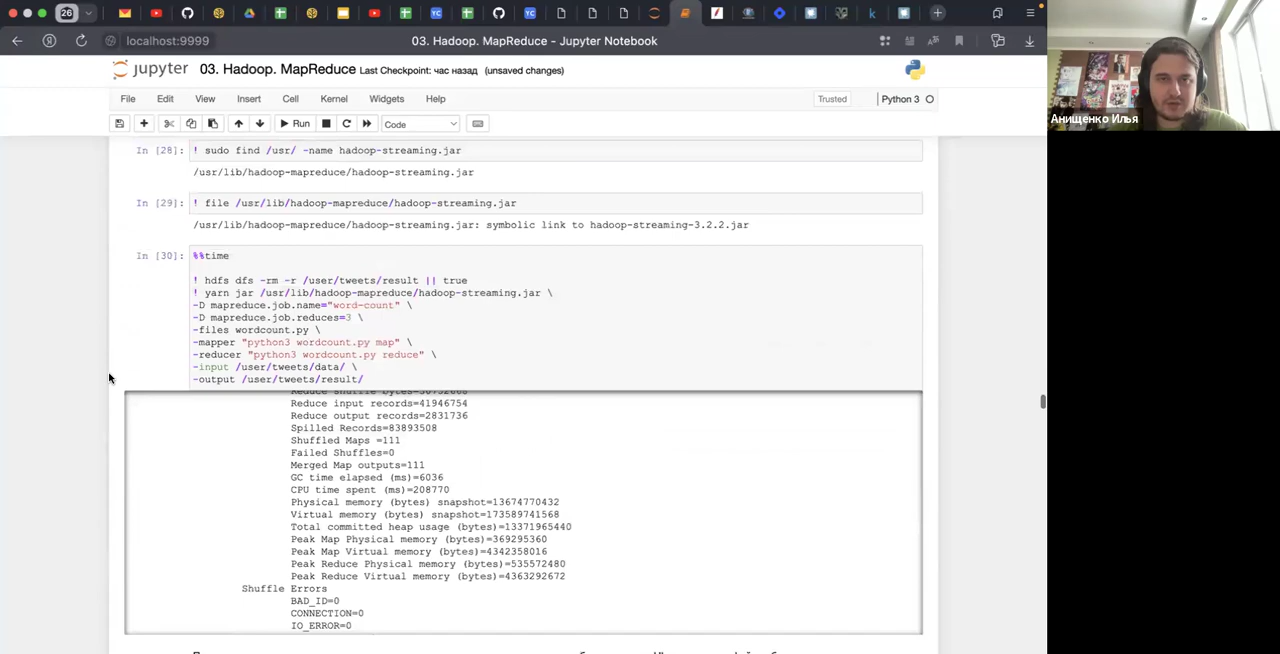 26
localhost:9999
03. Hadoop. MapReduce - Jupyter Notebook
jupyter 03. Hadoop. MapReduce Last Checkpoint: час назад (unsaved changes)
File Edit View Insert Cell Kernel Widgets Help Trusted Python 3
Run Code
In [28]: ! sudo find /usr/ -name hadoop-streaming.jar
/usr/lib/hadoop-mapreduce/hadoop-streaming.jar
In [29]: ! file /usr/lib/hadoop-mapreduce/hadoop-streaming.jar
/usr/lib/hadoop-mapreduce/hadoop-streaming.jar: symbolic link to hadoop-streaming-3.2.2.jar
In [30]: %%time
! hdfs dfs -rm -r /user/tweets/result || true
! yarn jar /usr/lib/hadoop-mapreduce/hadoop-streaming.jar \
-D mapreduce.job.name="word-count" \
-D mapreduce.job.reduces=3 \
-files wordcount.py \
-mapper "python3 wordcount.py map" \
-reducer "python3 wordcount.py reduce" \
-input /user/tweets/data/ \
-output /user/tweets/result/
Reduce input records=41946754
Reduce output records=2831736
Spilled Records=83893508
Shuffled Maps =111
Failed Shuffles=0
Merged Map outputs=111
GC time elapsed (ms)=6036
CPU time spent (ms)=208770
Physical memory (bytes) snapshot=13674770432
Virtual memory (bytes) snapshot=173589741568
Total committed heap usage (bytes)=13371965440
Peak Map Physical memory (bytes)=369295360
Peak Map Virtual memory (bytes)=4342358016
Peak Reduce Physical memory (bytes)=535572480
Peak Reduce Virtual memory (bytes)=4363292672
Shuffle Errors
BAD_ID=0
CONNECTION=0
IO_ERROR=0
Анищенко Илья